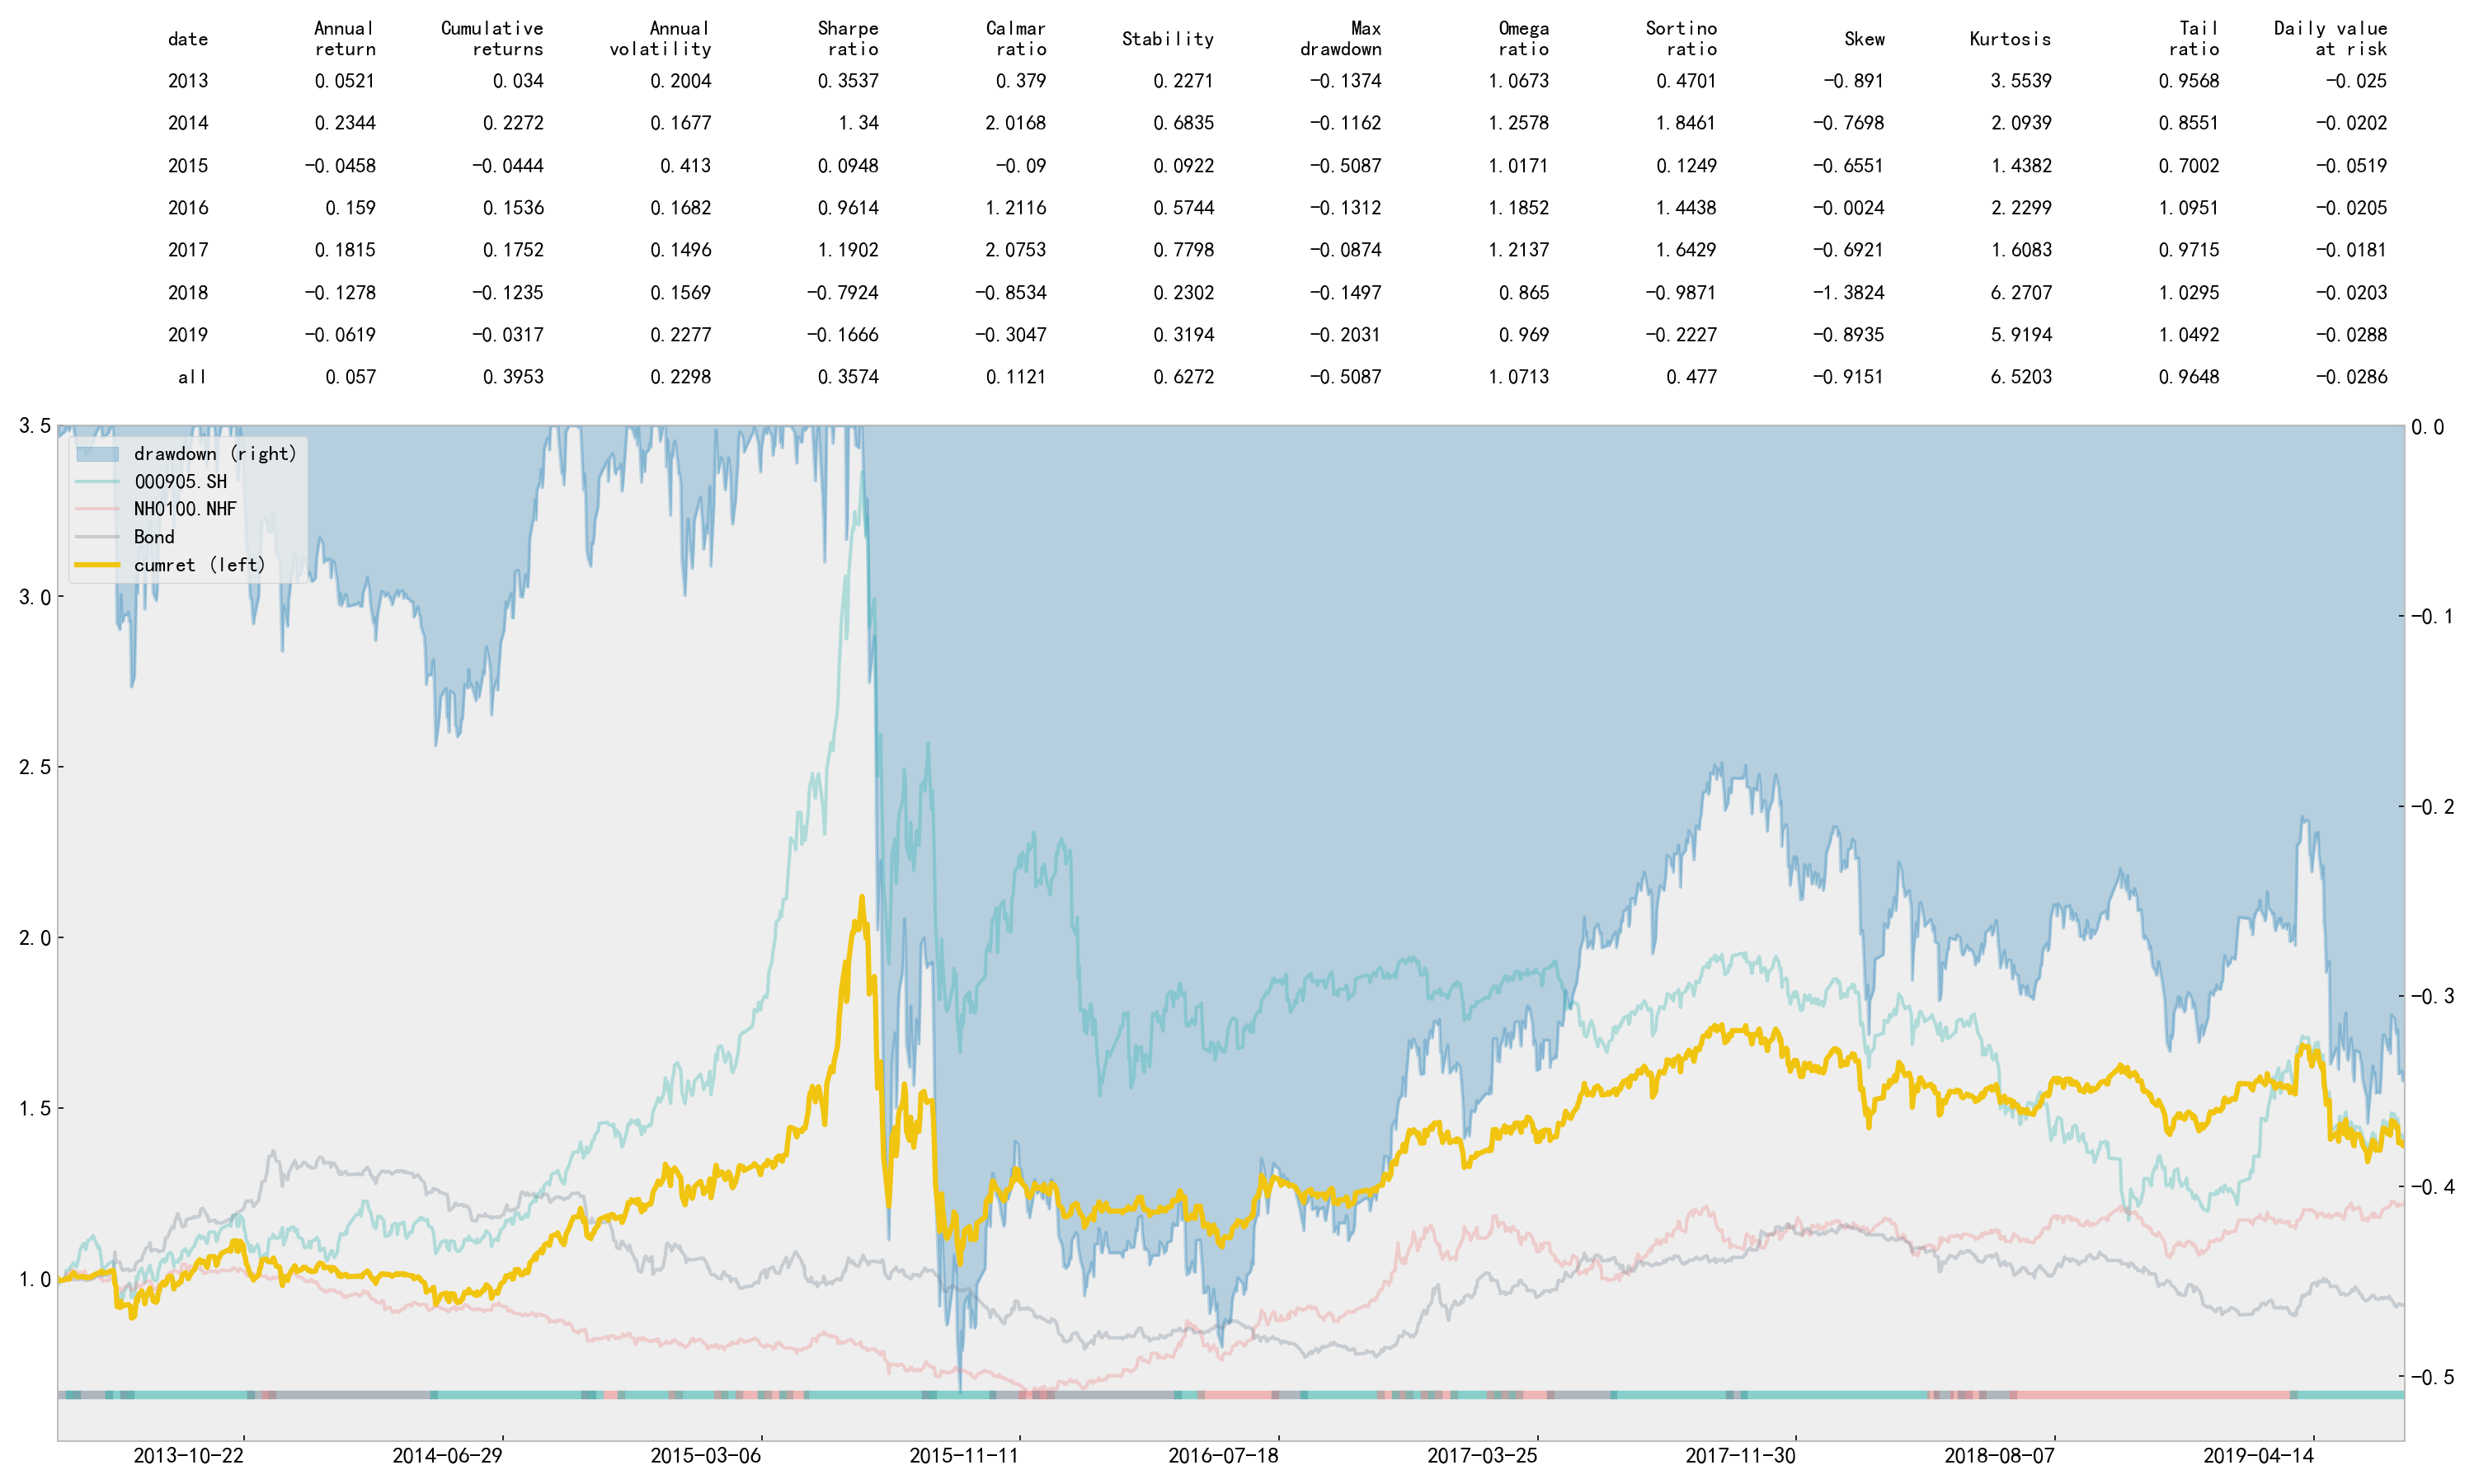 date Annual return Cumulative returns Annual volatility Sharpe ratio Calmar ratio Stability Max drawdown Omega ratio Sortino ratio Skew Kurtosis Tail ratio Daily value at risk
2013 0.0521 0.034 0.2004 0.3537 0.379 0.2271 −0.1374 1.0673 0.4701 −0.891 3.5539 0.9568 −0.025
2014 0.2344 0.2272 0.1677 1.34 2.0168 0.6835 −0.1162 1.2578 1.8461 −0.7698 2.0939 0.8551 −0.0202
2015 −0.0458 −0.0444 0.413 0.0948 −0.09 0.0922 −0.5087 1.0171 0.1249 −0.6551 1.4382 0.7002 −0.0519
2016 0.159 0.1536 0.1682 0.9614 1.2116 0.5744 −0.1312 1.1852 1.4438 −0.0024 2.2299 1.0951 −0.0205
2017 0.1815 0.1752 0.1496 1.1902 2.0753 0.7798 −0.0874 1.2137 1.6429 −0.6921 1.6083 0.9715 −0.0181
2018 −0.1278 −0.1235 0.1569 −0.7924 −0.8534 0.2302 −0.1497 0.865 −0.9871 −1.3824 6.2707 1.0295 −0.0203
2019 −0.0619 −0.0317 0.2277 −0.1666 −0.3047 0.3194 −0.2031 0.969 −0.2227 −0.8935 5.9194 1.0492 −0.0288
all 0.057 0.3953 0.2298 0.3574 0.1121 0.6272 −0.5087 1.0713 0.477 −0.9151 6.5203 0.9648 −0.0286
3.5
3.0
2.5
2.0
1.5
1.0
drawdown (right)
000905.SH
NH0100.NHF
Bond
cumret (left)
0.0
−0.1
−0.2
−0.3
−0.4
−0.5
2013−10−22 2014−06−29 2015−03−06 2015−11−11 2016−07−18 2017−03−25 2017−11−30 2018−08−07 2019−04−14